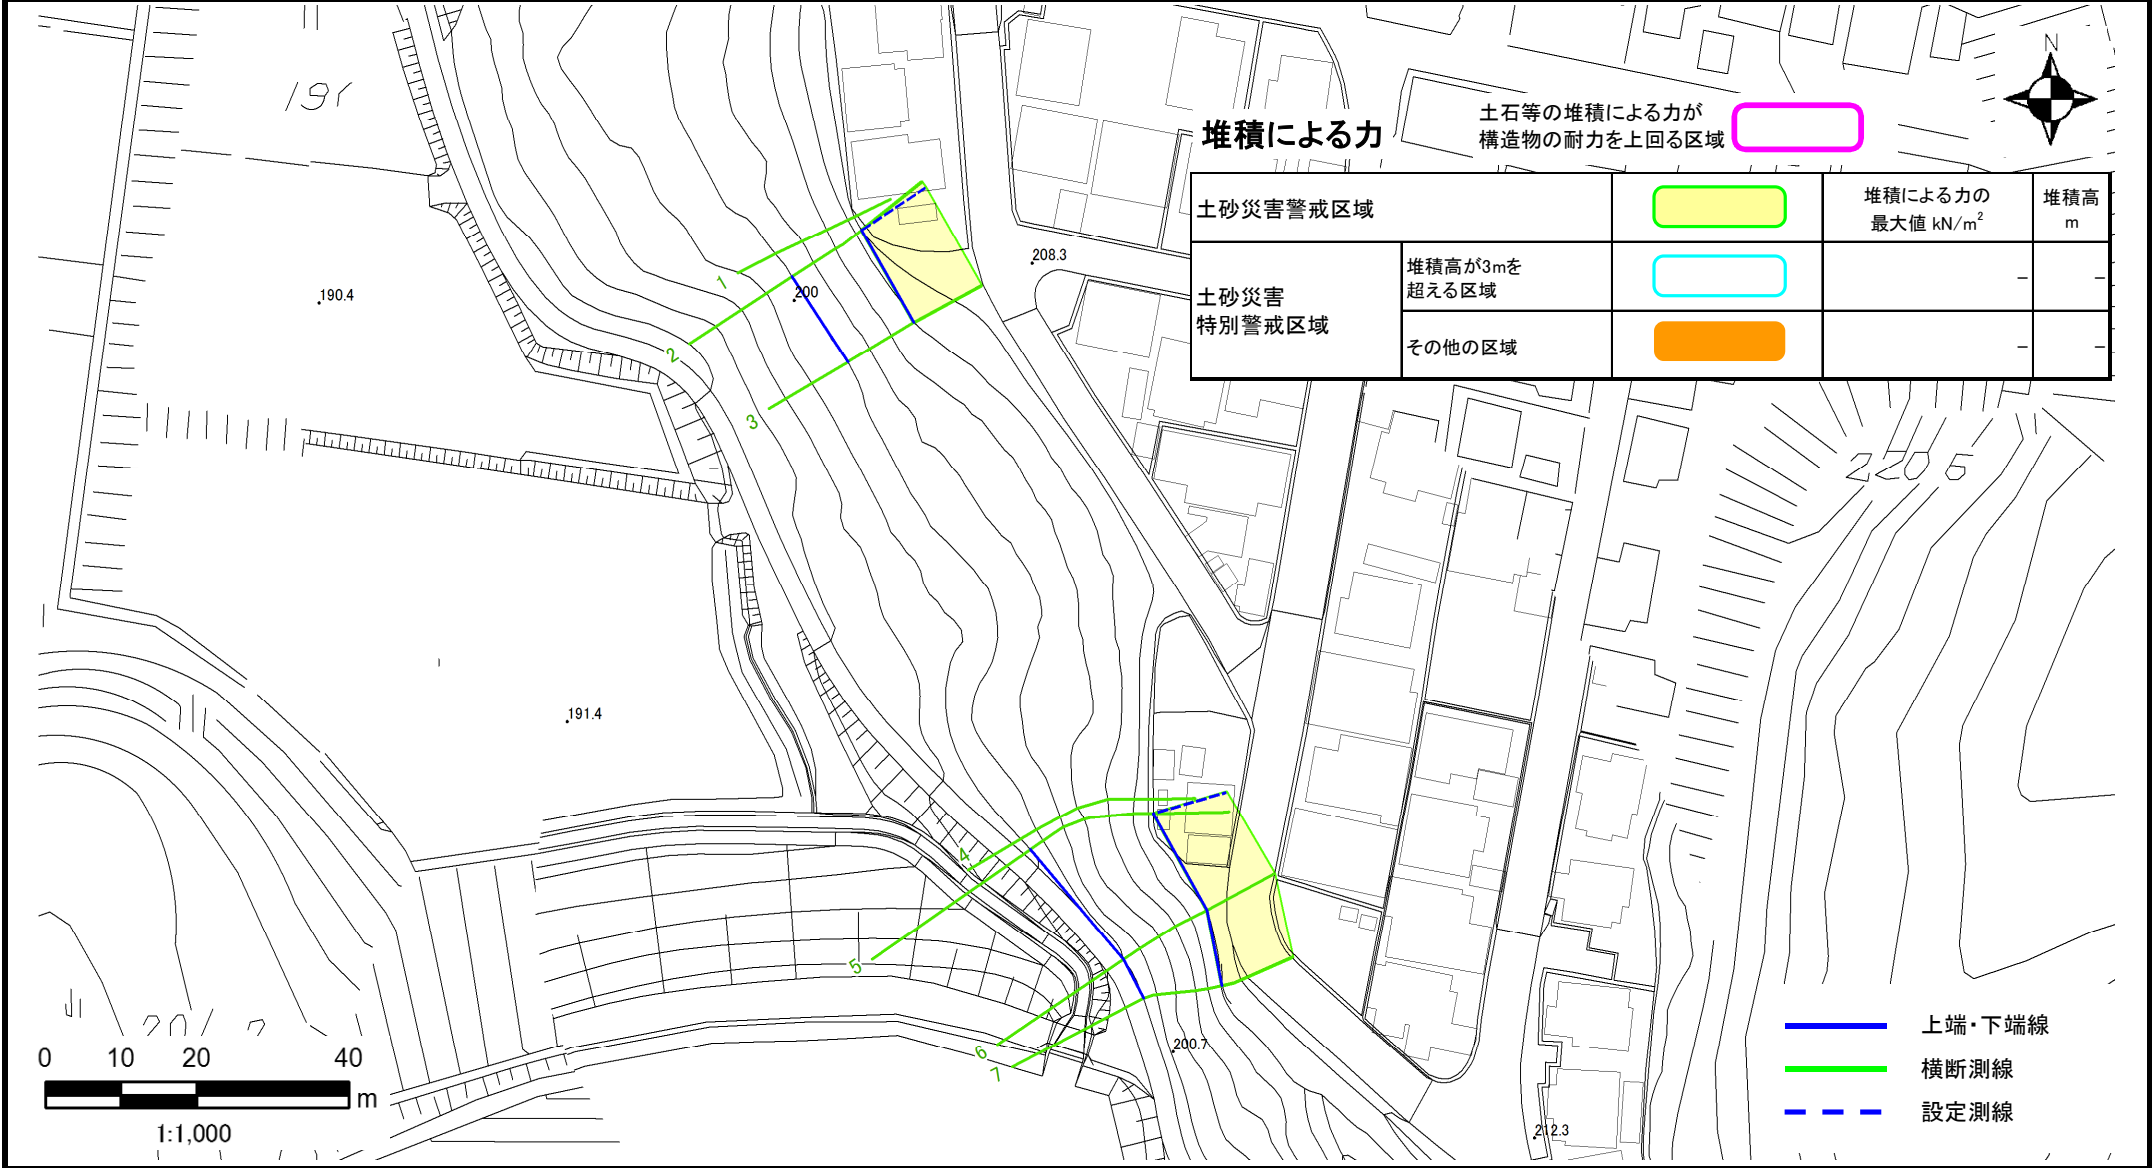 N
堆積による力
土石等の堆積による力が
構造物の耐力を上回る区域
土砂災害警戒区域
堆積による力の
最大値 kN/m²
堆積高
m
土砂災害
特別警戒区域
堆積高が3mを
超える区域
- -
その他の区域
- -
208.3
190.4
200
1
2
3
191.4
4
5
6
7
200.7
212.3
上端・下端線
横断測線
設定測線
0 10 20 40
m
1:1,000